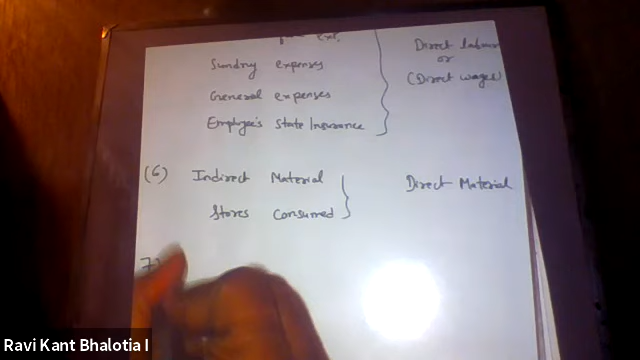 exp.
Sundry expenses
General expenses
Employee's State Insurance
Direct labour
or
(Direct wages)
(6) Indirect Material
Stores Consumed
Direct Material
7)
Ravi Kant Bhalotia I